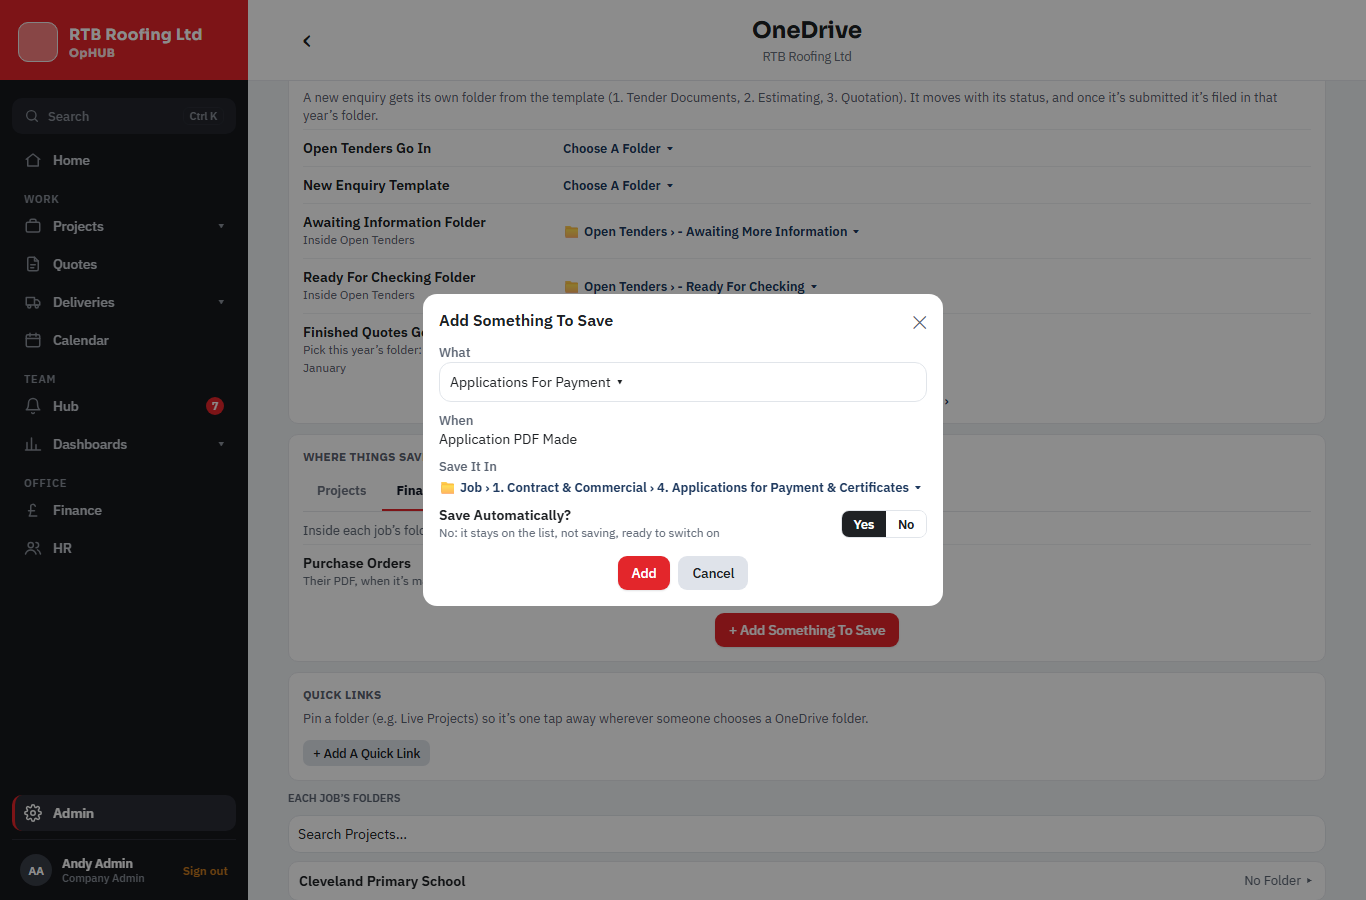 RTB Roofing Ltd
OpHUB
Search
Ctrl K
Home
WORK
Projects
Quotes
Deliveries
Calendar
TEAM
Hub
7
Dashboards
OFFICE
Finance
HR
Admin
AA
Andy Admin
Company Admin
Sign out
OneDrive
RTB Roofing Ltd
A new enquiry gets its own folder from the template (1. Tender Documents, 2. Estimating, 3. Quotation). It moves with its status, and once it’s submitted it’s filed in that
year’s folder.
Open Tenders Go In
Choose A Folder
New Enquiry Template
Choose A Folder
Awaiting Information Folder
Inside Open Tenders
Open Tenders › - Awaiting More Information
Ready For Checking Folder
Inside Open Tenders
Open Tenders › - Ready For Checking
Finished Quotes
Pick this year’s folder:
January
›
Add Something To Save
What
Applications For Payment
When
Application PDF Made
Save It In
Job › 1. Contract & Commercial › 4. Applications for Payment & Certificates
Save Automatically?
No: it stays on the list, not saving, ready to switch on
Yes
No
Add
Cancel
WHERE THINGS
Projects
Inside each job’s
Purchase Orders
Their PDF, when it’s
+ Add Something To Save
QUICK LINKS
Pin a folder (e.g. Live Projects) so it’s one tap away wherever someone chooses a OneDrive folder.
+ Add A Quick Link
EACH JOB’S FOLDERS
Search Projects...
Cleveland Primary School
No Folder